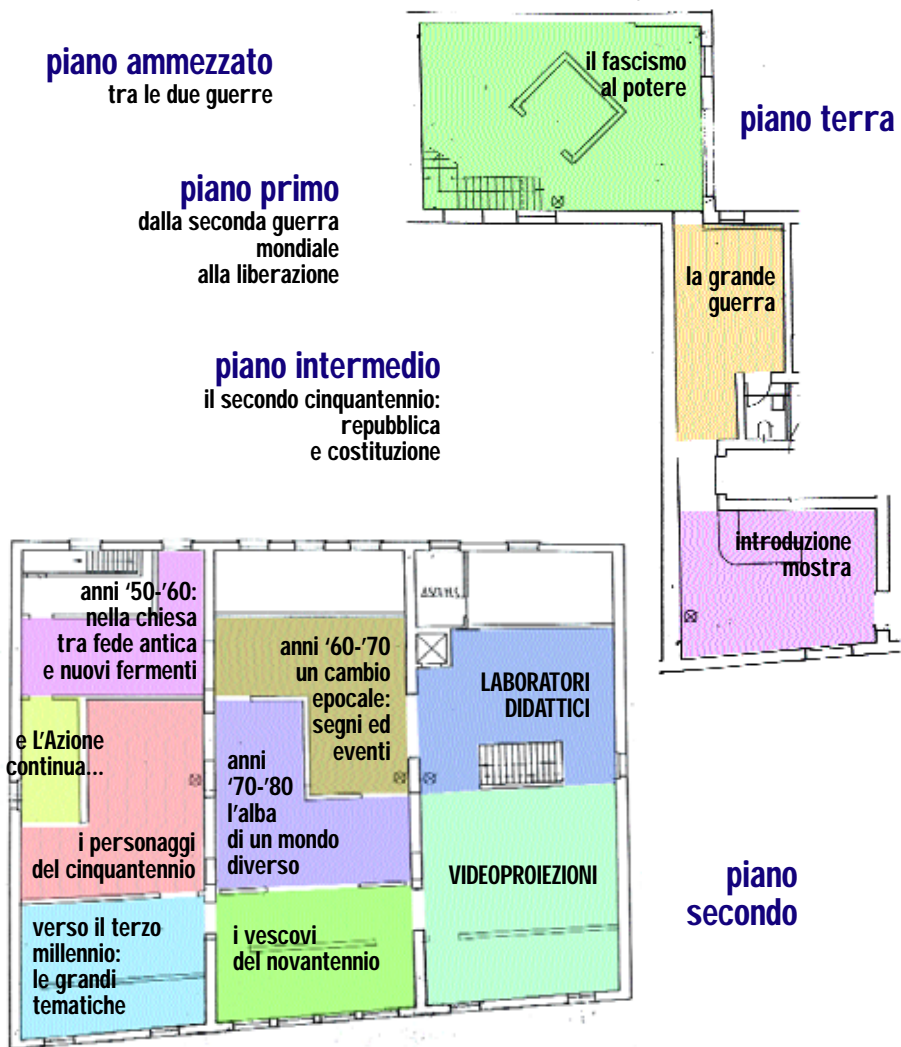 piano ammezzato
tra le due guerre
il fascismo
al potere
piano terra
piano primo
dalla seconda guerra
mondiale
alla liberazione
la grande
guerra
piano intermedio
il secondo cinquantennio:
repubblica
e costituzione
introduzione
mostra
anni ‘50-’60:
nella chiesa
tra fede antica
e nuovi fermenti
anni ‘60-’70
un cambio
epocale:
segni ed
eventi
LABORATORI
DIDATTICI
e L’Azione
continua...
anni
‘70-’80
l’alba
di un mondo
diverso
i personaggi
del cinquantennio
VIDEOPROIEZIONI
piano
secondo
verso il terzo
millennio:
le grandi
tematiche
i vescovi
del novantennio